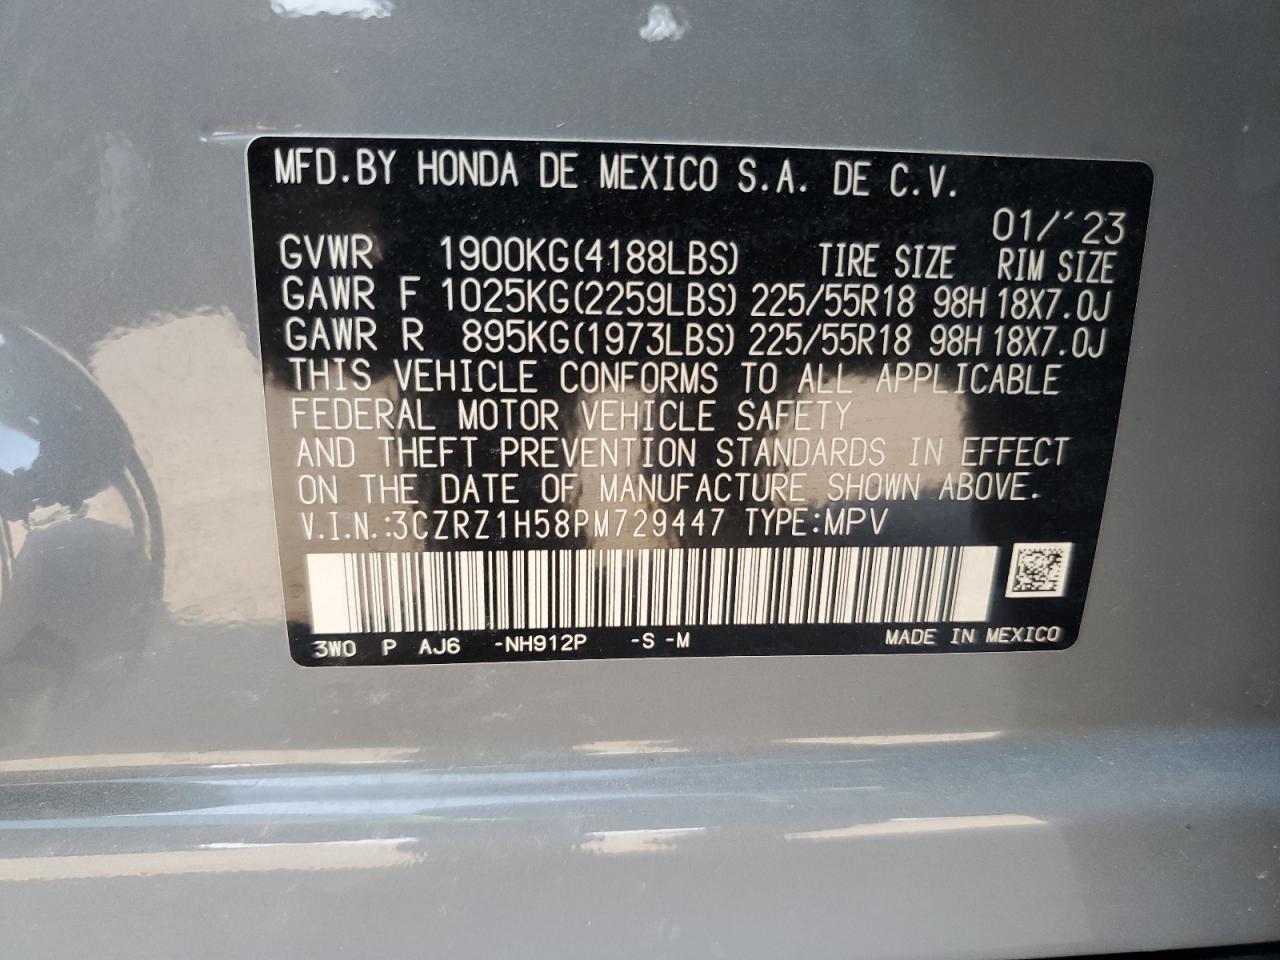 MFD.BY HONDA DE MEXICO S.A. DE C.V.
01/´23
GVWR 1900KG(4188LBS) TIRE SIZE RIM SIZE
GAWR F 1025KG(2259LBS) 225/55R18 98H 18X7.0J
GAWR R 895KG(1973LBS) 225/55R18 98H 18X7.0J
THIS VEHICLE CONFORMS TO ALL APPLICABLE
FEDERAL MOTOR VEHICLE SAFETY
AND THEFT PREVENTION STANDARDS IN EFFECT
ON THE DATE OF MANUFACTURE SHOWN ABOVE.
V.I.N.:3CZRZ1H58PM729447 TYPE:MPV
3W0 P AJ6 -NH912P -S -M MADE IN MEXICO